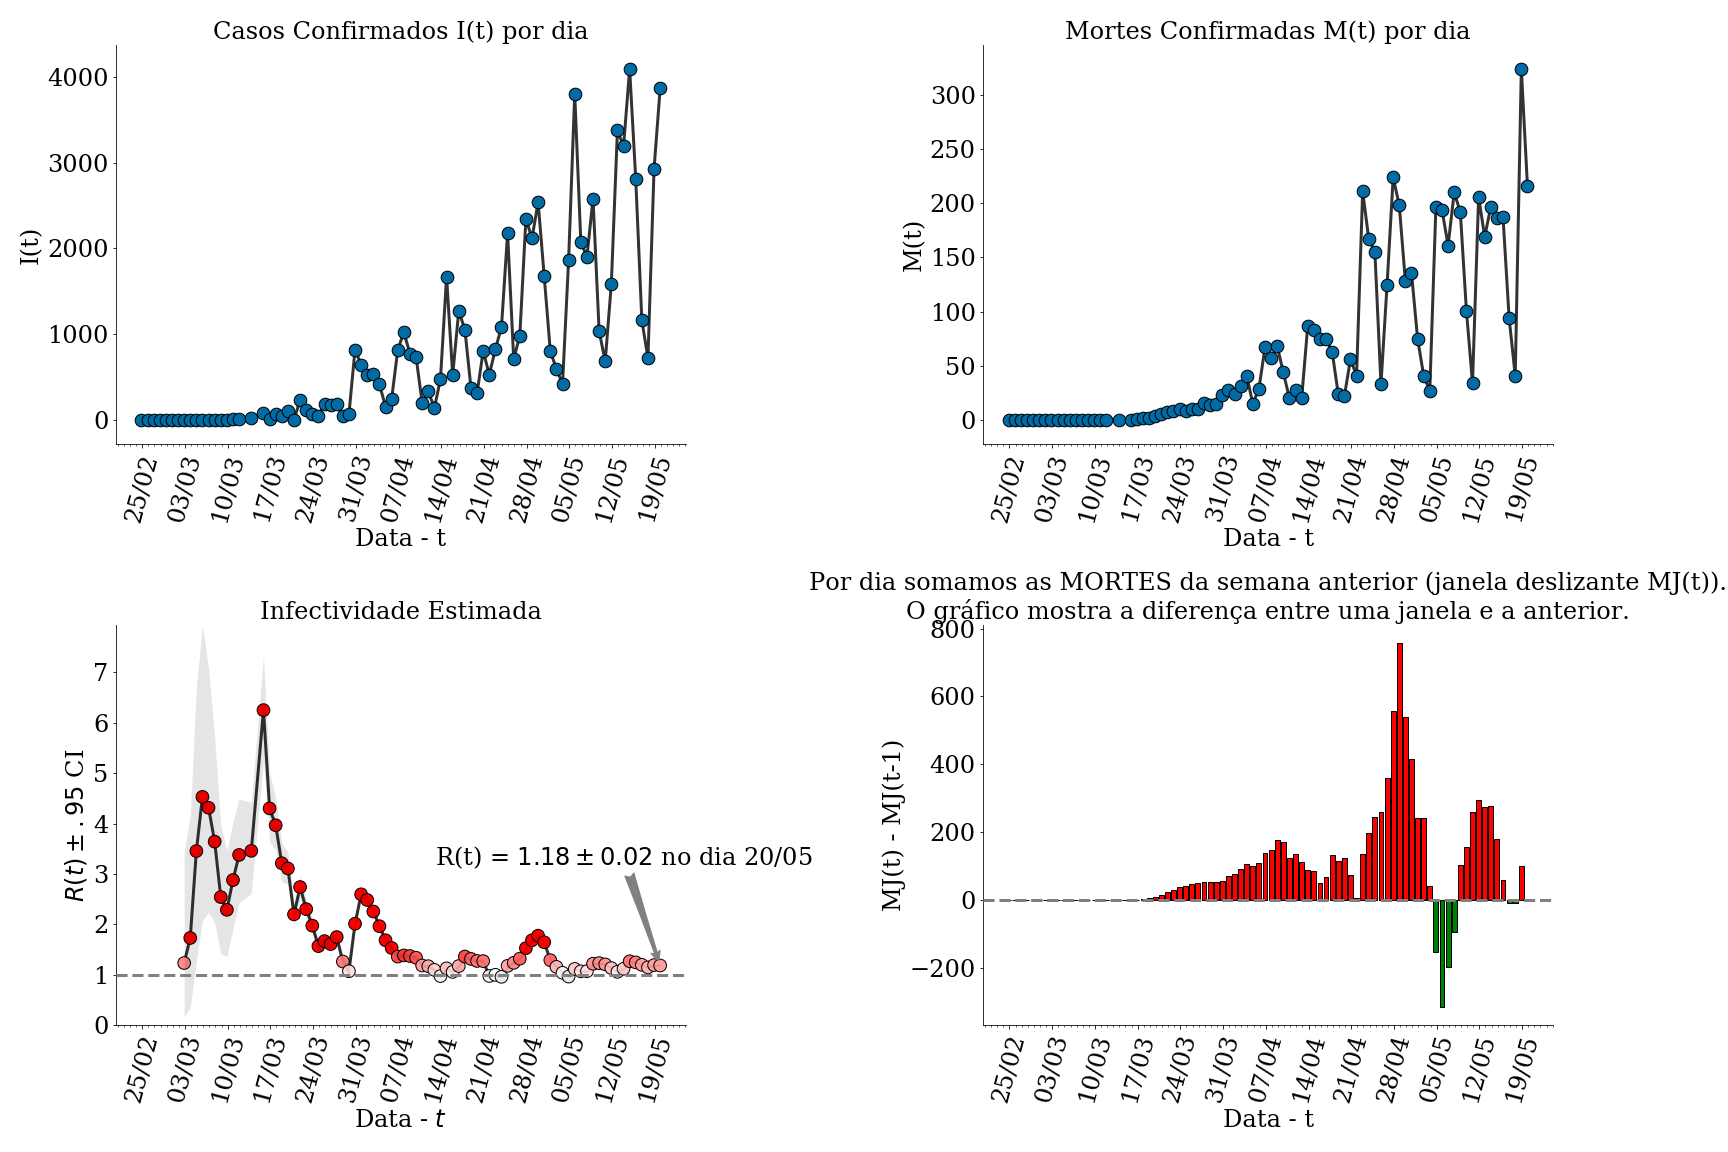 Casos Confirmados I(t) por dia
I(t)
4000
3000
2000
1000
0
25/02 03/03 10/03 17/03 24/03 31/03 07/04 14/04 21/04 28/04 05/05 12/05 19/05
Data - t
Mortes Confirmadas M(t) por dia
M(t)
300
250
200
150
100
50
0
25/02 03/03 10/03 17/03 24/03 31/03 07/04 14/04 21/04 28/04 05/05 12/05 19/05
Data - t
Infectividade Estimada
R(t) ± .95 CI
7
6
5
4
3
2
1
0
R(t) = 1.18 ± 0.02 no dia 20/05
25/02 03/03 10/03 17/03 24/03 31/03 07/04 14/04 21/04 28/04 05/05 12/05 19/05
Data - t
Por dia somamos as MORTES da semana anterior (janela deslizante MJ(t)).
O gráfico mostra a diferença entre uma janela e a anterior.
MJ(t) - MJ(t-1)
800
600
400
200
0
−200
25/02 03/03 10/03 17/03 24/03 31/03 07/04 14/04 21/04 28/04 05/05 12/05 19/05
Data - t